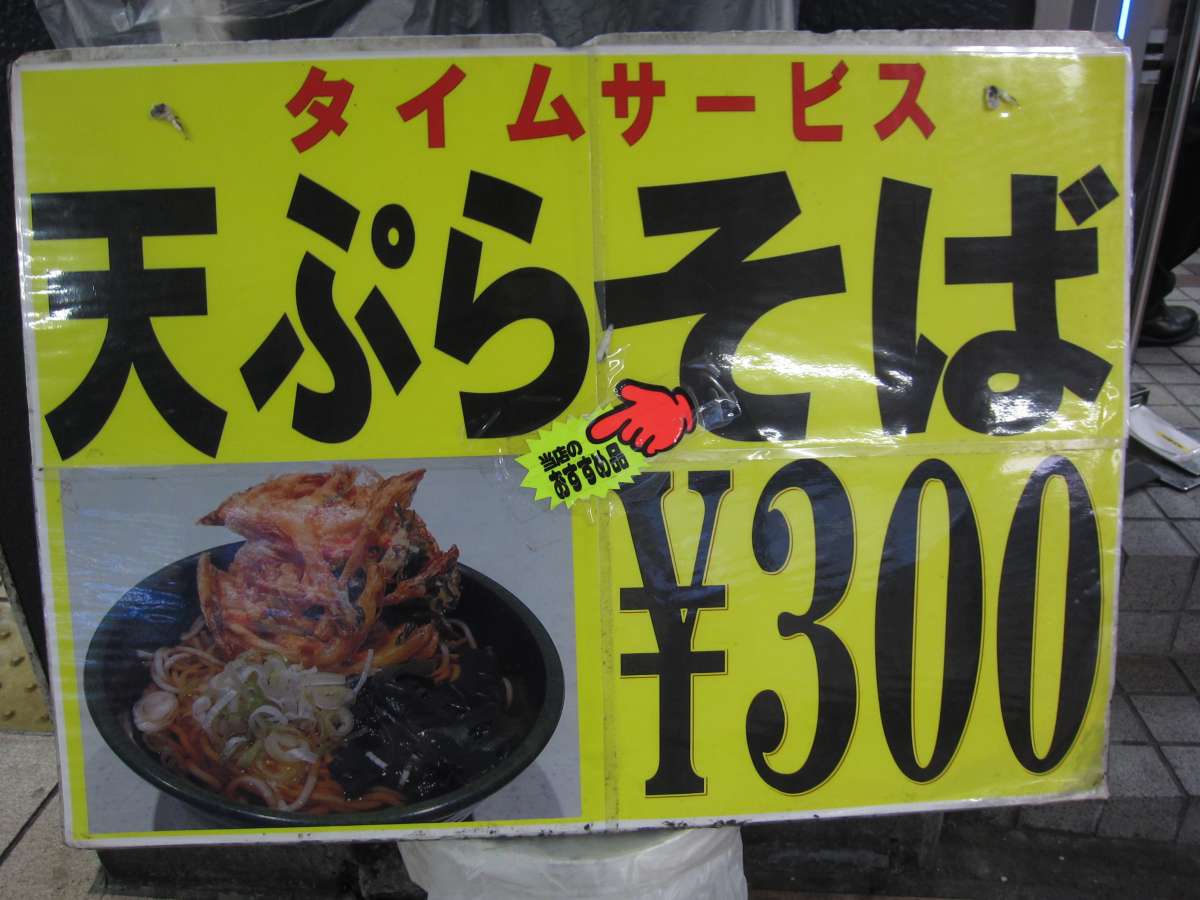 タイムサービス
天ぷらそば
当店の
おすすめ品
¥300